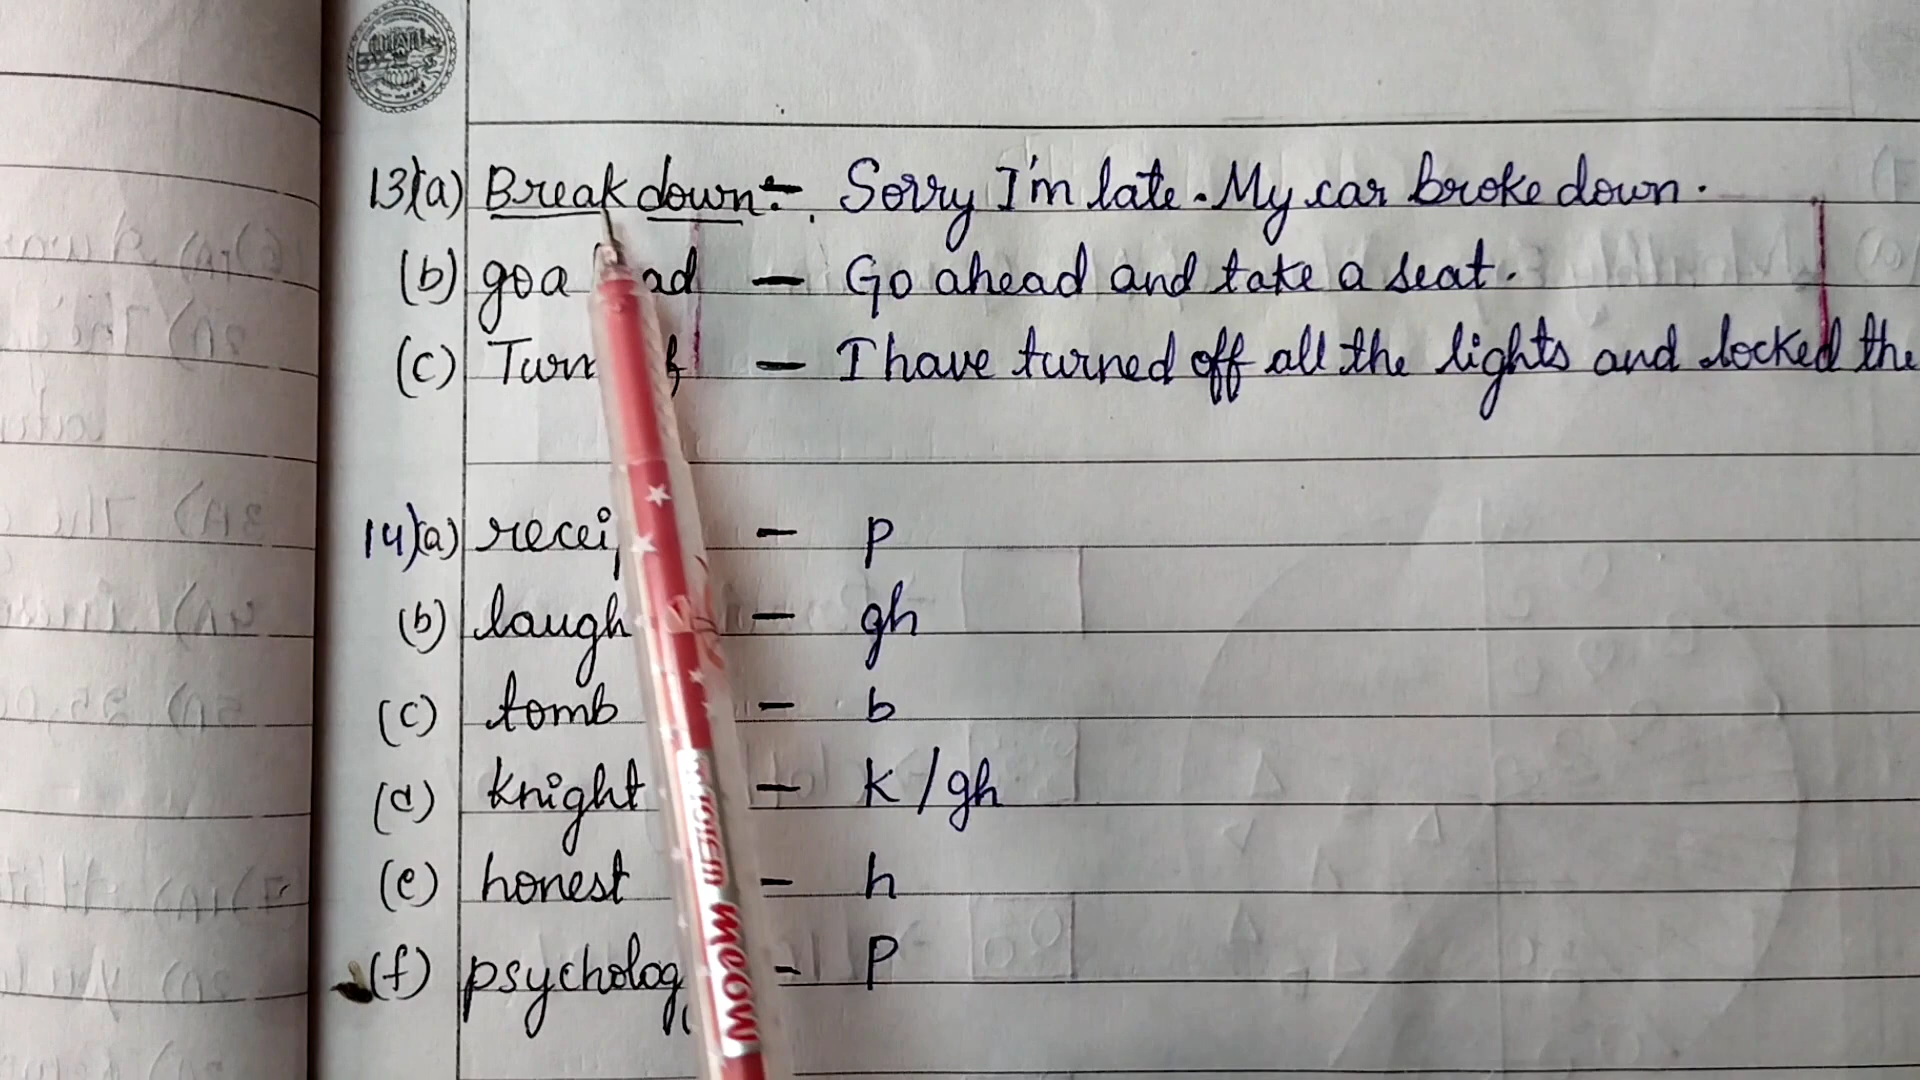 13)(a) Break down :- Sorry I'm late. My car broke down.
(b) go a ad - Go ahead and take a seat.
(c) Turn f - I have turned off all the lights and locked the
14)(a) recei - p
(b) laugh - gh
(c) tomb - b
(d) knight - k/gh
(e) honest - h
(f) psycholog - p
meow